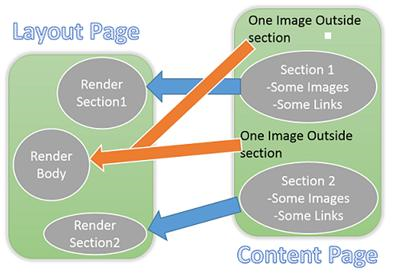 Layout Page
Render
Section1
Render
Body
Render
Section2
One Image Outside
section
Section 1
-Some Images
-Some Links
One Image Outside
section
Section 2
-Some Images
-Some Links
Content Page